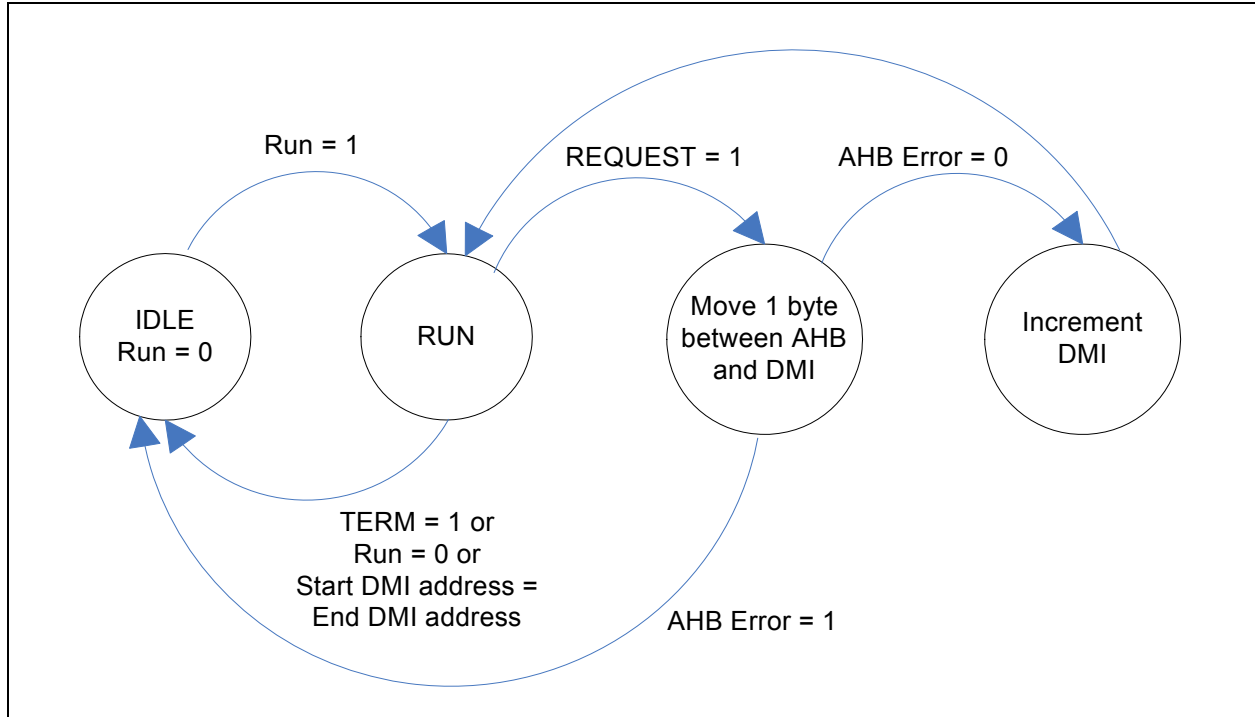 Run = 1
REQUEST = 1
AHB Error = 0
IDLE
Run = 0
RUN
Move 1 byte
between AHB
and DMI
Increment
DMI
TERM = 1 or
Run = 0 or
Start DMI address =
End DMI address
AHB Error = 1